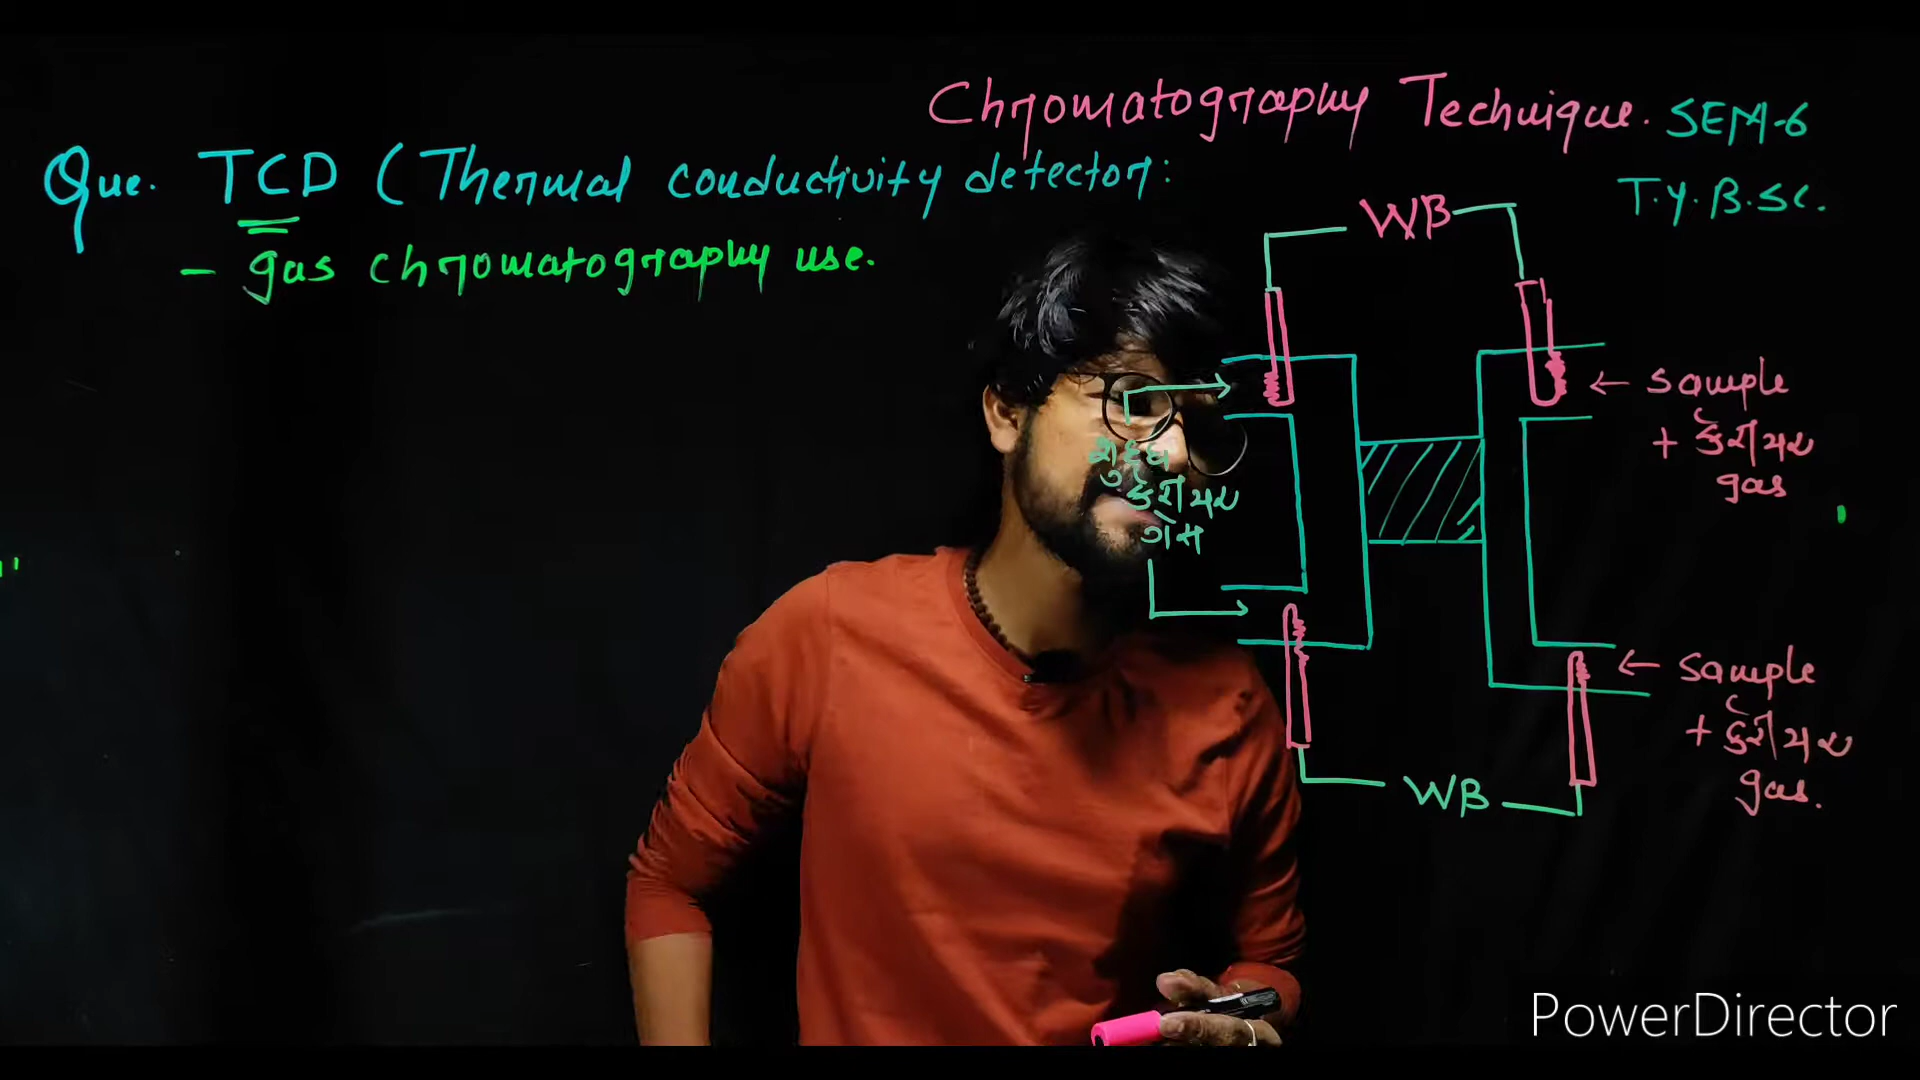 Chromatography Technique. SEM-6
T.Y.B.Sc.
Que. TCD (Thermal conductivity detector:
- gas chromatography use.
WB
← sample
+ કેરીયર
gas
શુદ્ધ
કેરીયર
ગેસ
← sample
+ કેરીયર
gas.
WB
PowerDirector